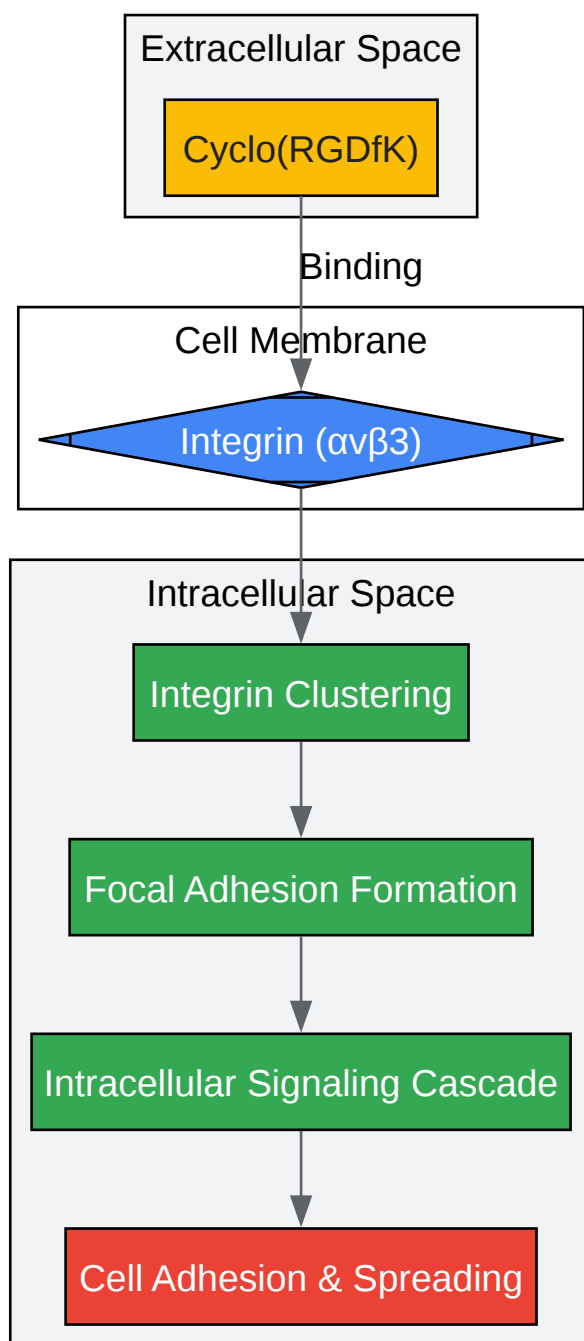 Extracellular Space
Cyclo(RGDfK)
Binding
Cell Membrane
Integrin (αvβ3)
Intracellular Space
Integrin Clustering
Focal Adhesion Formation
Intracellular Signaling Cascade
Cell Adhesion & Spreading